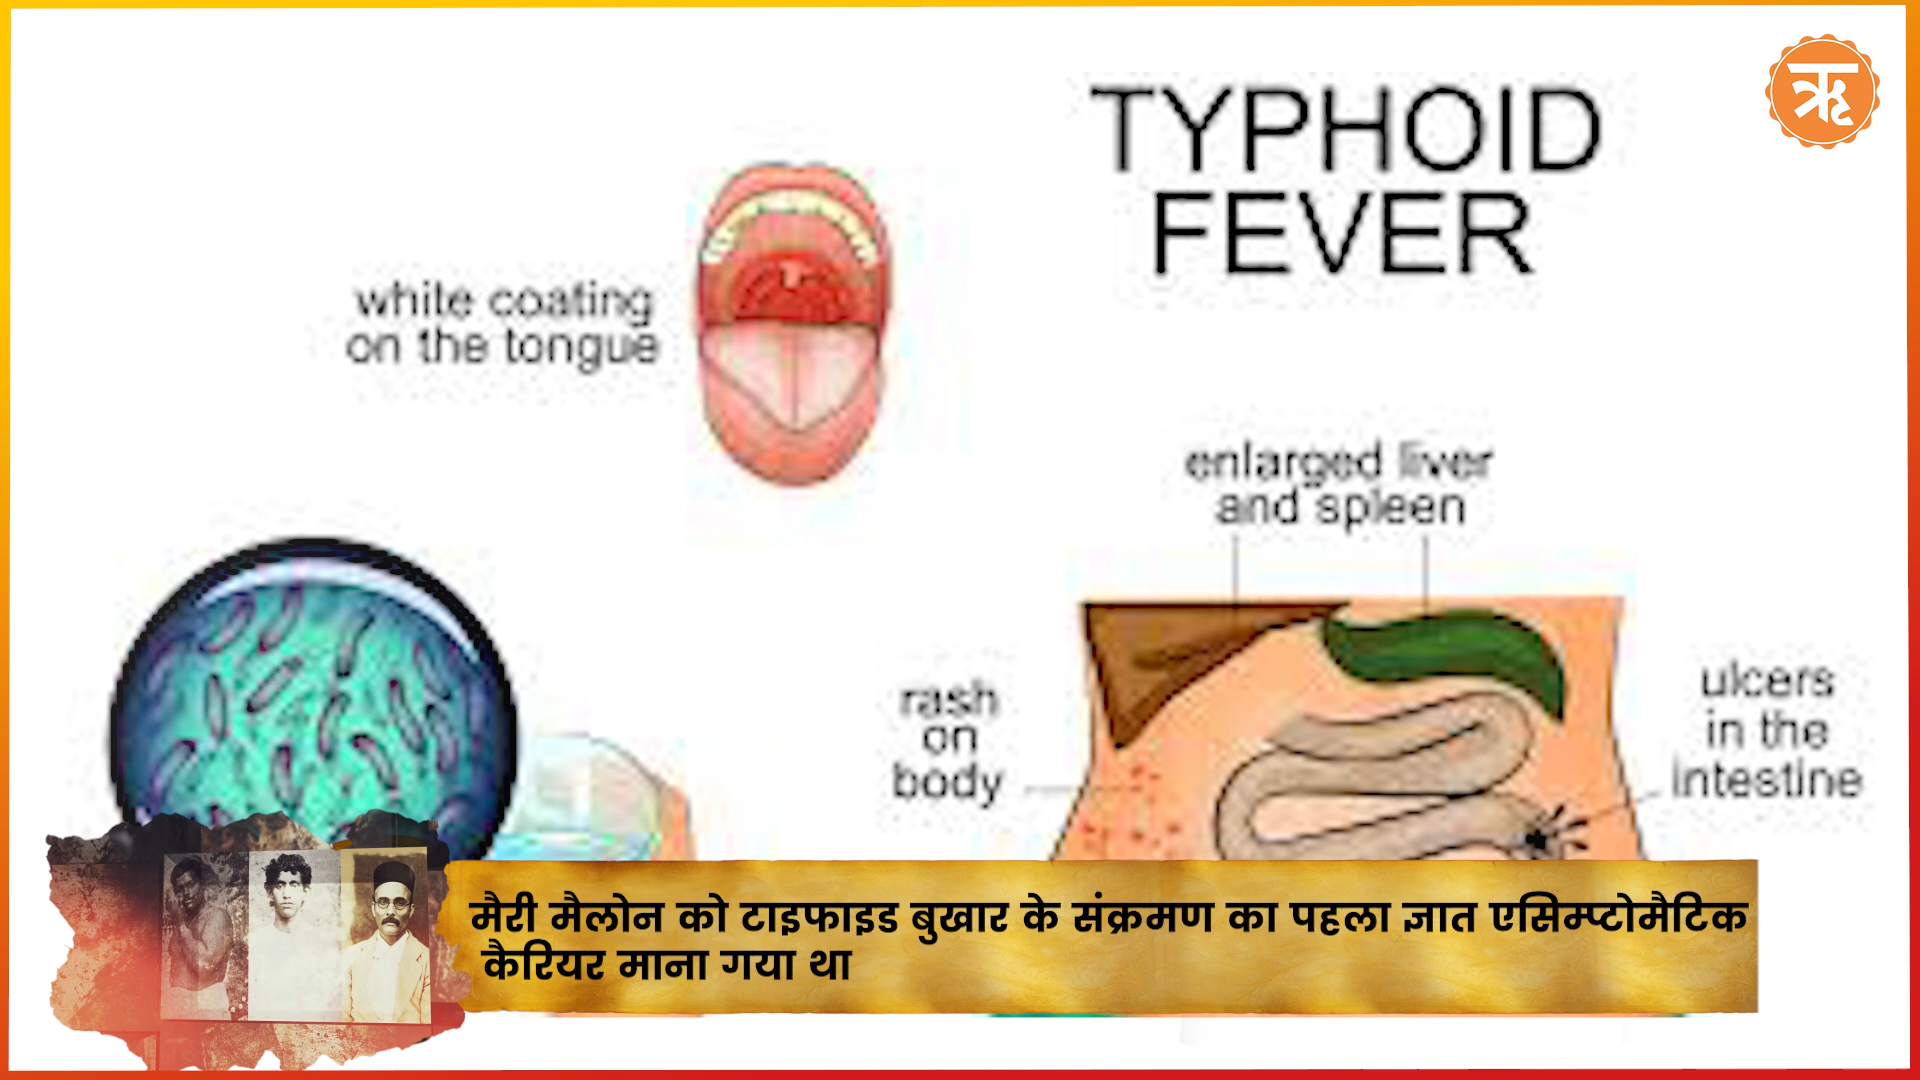 ऋ
TYPHOID
FEVER
white coating
on the tongue
enlarged liver
and spleen
rash
on
body
ulcers
in the
intestine
मैरी मैलोन को टाइफाइड बुखार के संक्रमण का पहला ज्ञात एसिम्प्टोमैटिक
कैरियर माना गया था